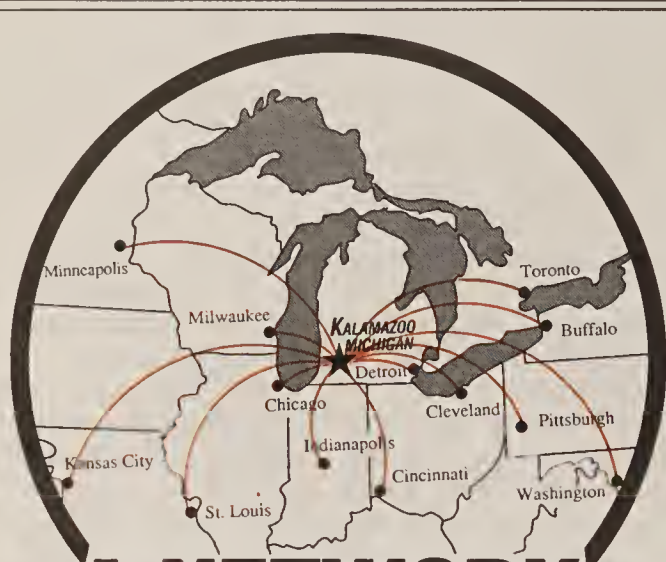 Minneapolis
Toronto
Milwaukee
KALAMAZOO
MICHIGAN
Buffalo
Detroit
Chicago
Cleveland
Pittsburgh
Indianapolis
Kansas City
Cincinnati
Washington
St. Louis